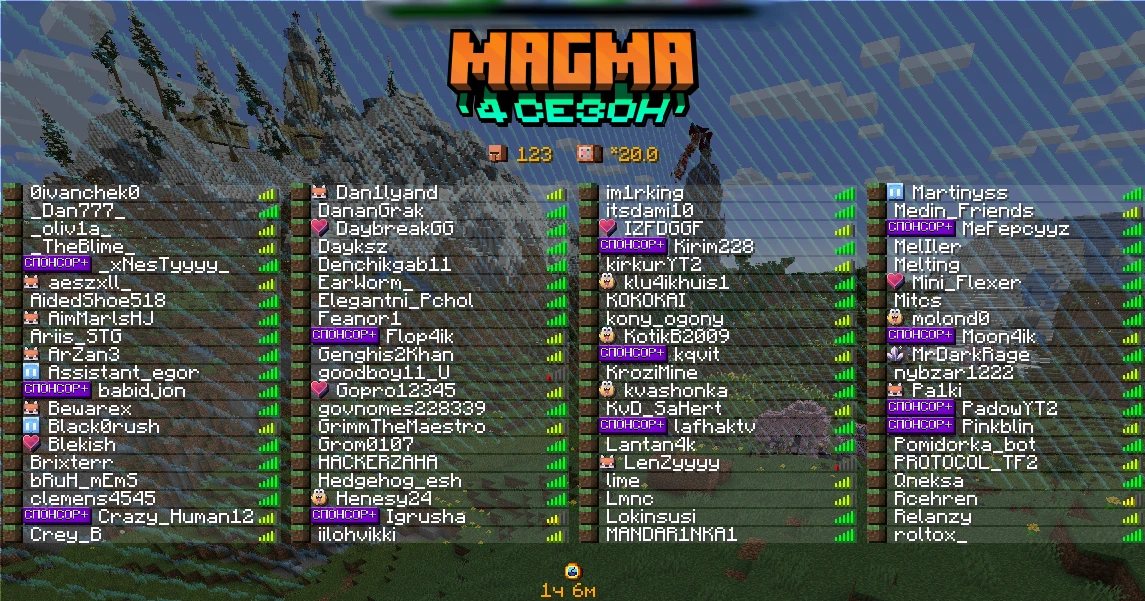 MAGMA
'4 СЕЗОН'
123 *20.0
0ivanchek0
_Dan777_
_oliv1a_
_TheBlime_
СПОНСОР+ _xNesTyyyy_
aeszxll_
AidedShoe518
AimMarlsHJ
Ariis_STG
ArZan3
Assistant_egor
СПОНСОР+ babidjon
Bewarex
Black0rush
Blekish
Brixterr
bRuH_mEmS
clemens4545
СПОНСОР+ Crazy_Human12
Crey_B
Dan1lyand
DananGrak
DaybreakGG
Dayksz
Denchikgab11
EarWorm_
Elegantni_Pchol
Feanor1
СПОНСОР+ Flop4ik
Genghis2Khan
goodboy11_U
Gopro12345
govnomes228339
GrimmTheMaestro
Grom0107
HACKERZAHA
Hedgehog_esh
Henesy24
СПОНСОР+ Igrusha
iilohvikki
im1rking
itsdami10
IZFDGGF
СПОНСОР+ Kirim228
kirkurYT2
klu4ikhuis1
KOKOKAI
kony_ogony
KotikB2009
СПОНСОР+ kqvit
KroziMine
kvashonka
KvD_SaHert
СПОНСОР+ lafhaktv
Lantan4k
LenZyyyy
lime
Lmnc
Lokinsusi
MANDAR1NKA1
Martinyss
Medin_Friends
СПОНСОР+ MeFepcyyz
MelIler
Melting
Mini_Flexer
Mitcs
molond0
СПОНСОР+ Moon4ik
MrDarkRage
nybzar1222
Pa1ki
СПОНСОР+ PadowYT2
СПОНСОР+ Pinkblin
Pomidorka_bot
PROTOCOL_TF2
Qneksa
Rcehren
Relanzy
roltox_
1ч 6м